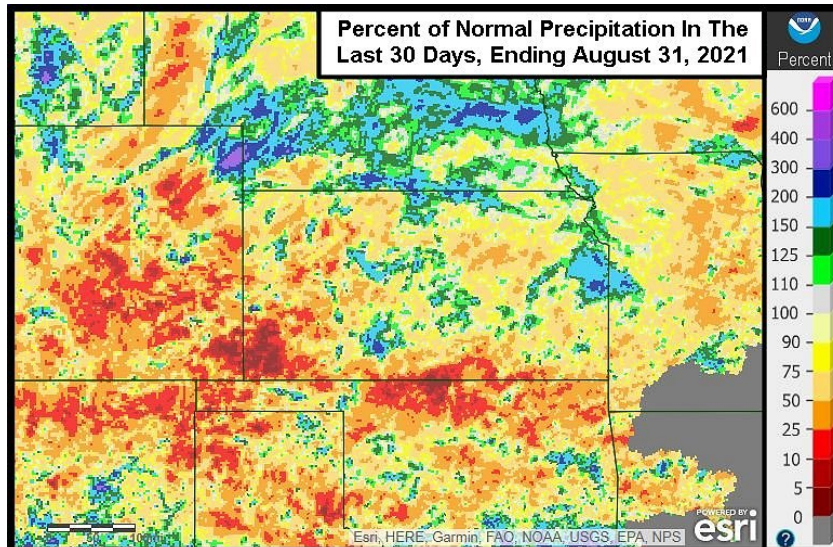 Percent of Normal Precipitation In The
Last 30 Days, Ending August 31, 2021
Percent
600
400
300
200
150
125
110
100
90
75
50
25
10
5
0
Esri, HERE, Garmin, FAO, NOAA, USGS, EPA, NPS
POWERED BY
esri
?